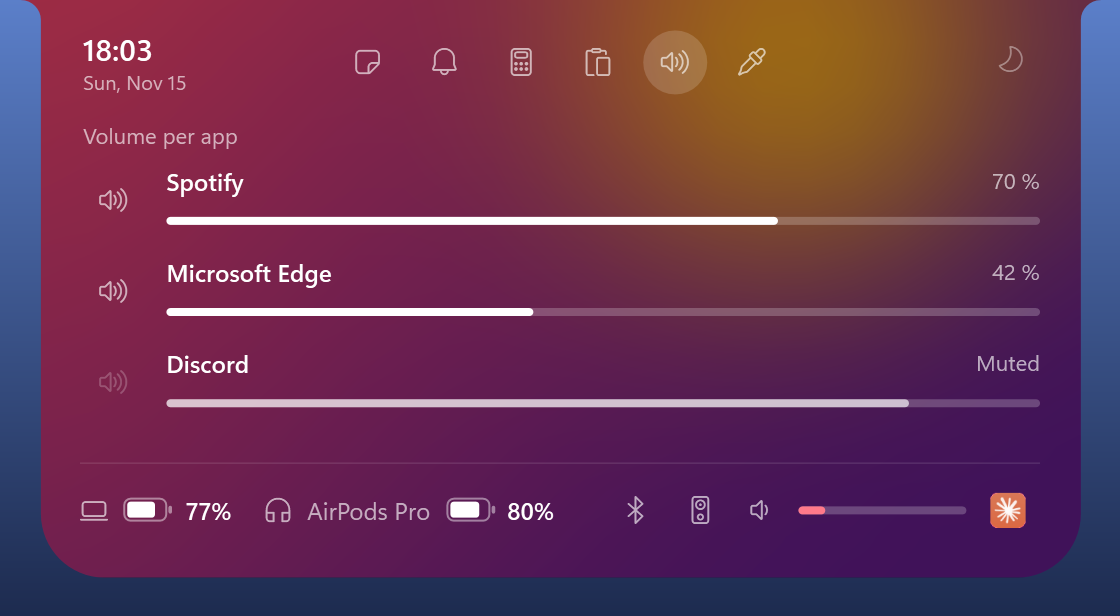 18:03
Sun, Nov 15
Volume per app
Spotify
70 %
Microsoft Edge
42 %
Discord
Muted
77%
AirPods Pro
80%